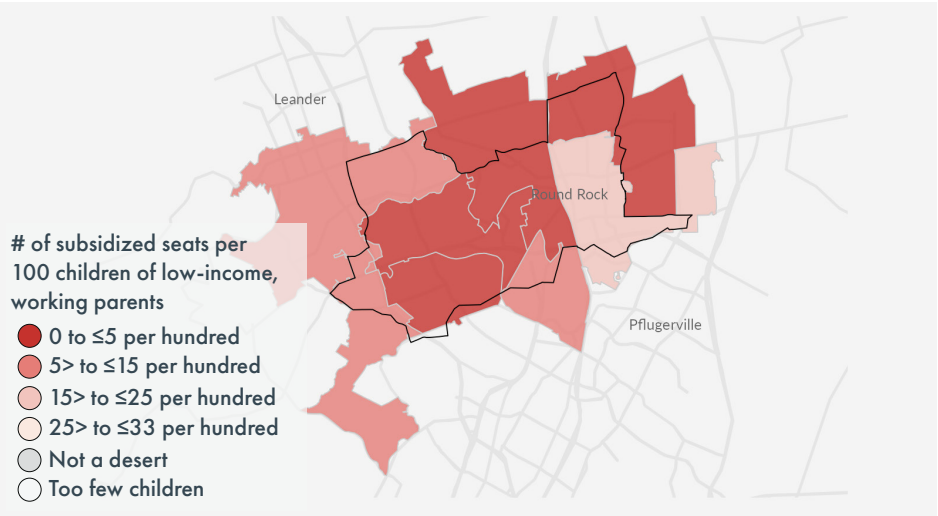 Leander
Round Rock
# of subsidized seats per
100 children of low-income,
working parents
0 to ≤5 per hundred
5> to ≤15 per hundred
15> to ≤25 per hundred
25> to ≤33 per hundred
Not a desert
Too few children
Pflugerville